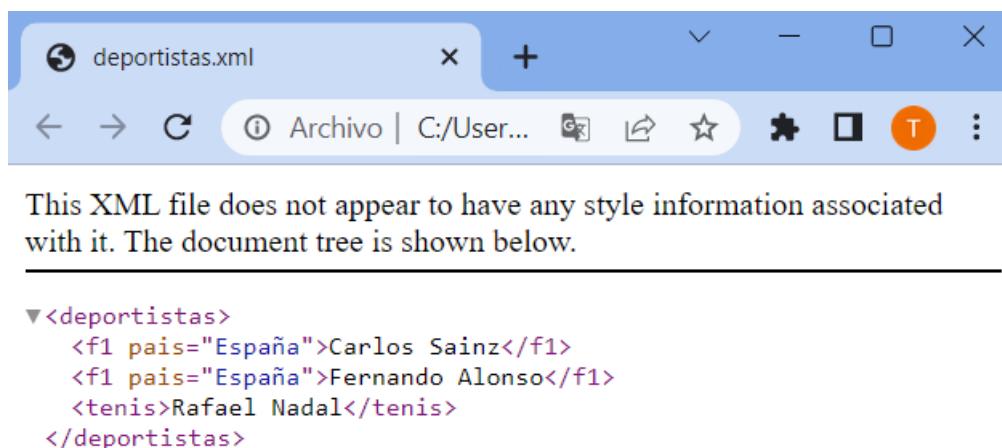 deportistas.xml
Archivo | C:/User... T
This XML file does not appear to have any style information associated
with it. The document tree is shown below.
▼<deportistas>
<f1 pais="España">Carlos Sainz</f1>
<f1 pais="España">Fernando Alonso</f1>
<tenis>Rafael Nadal</tenis>
</deportistas>